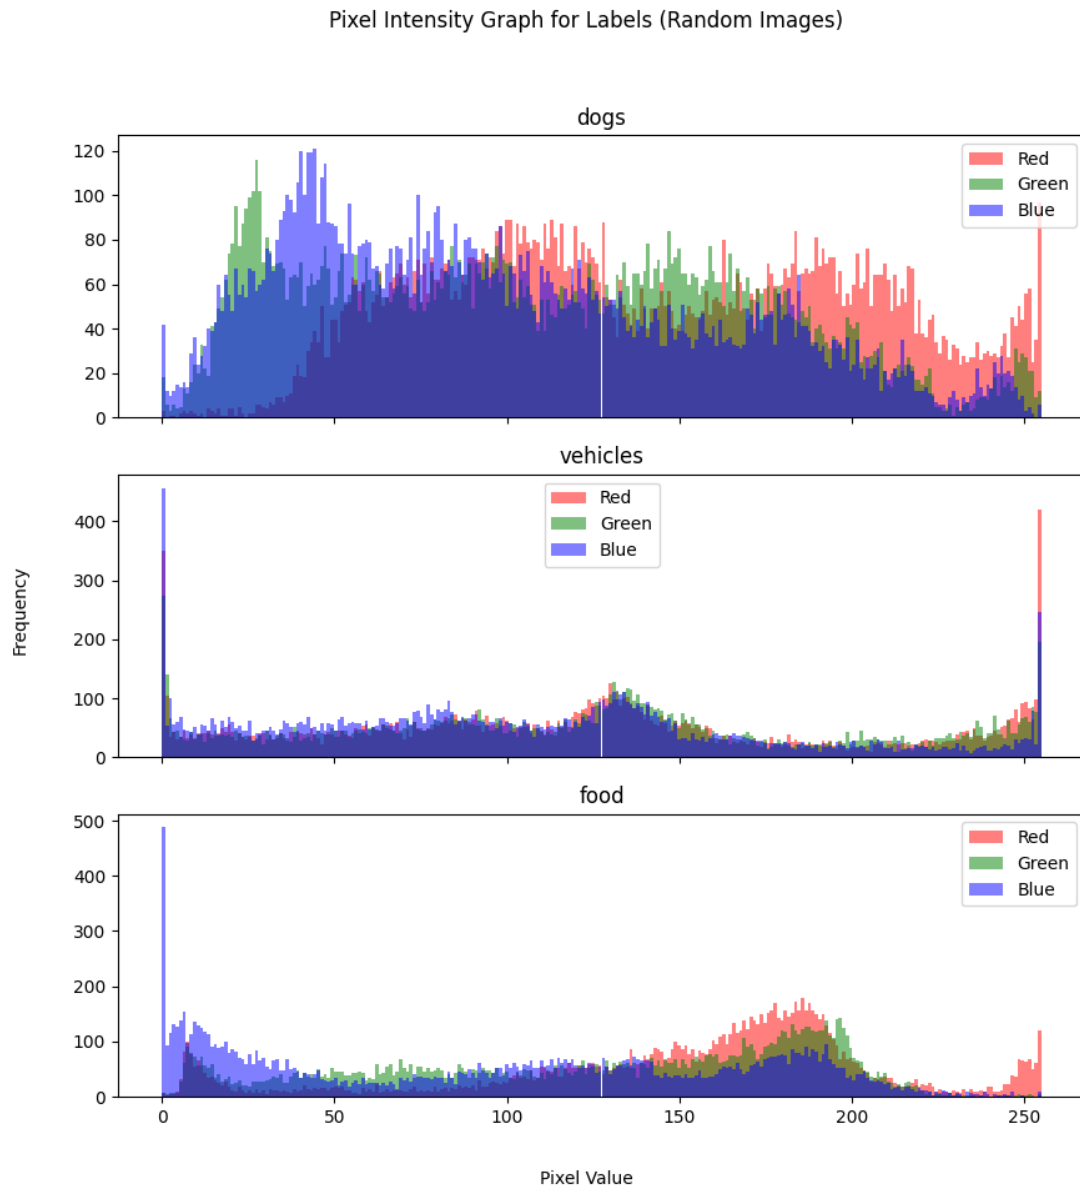 Pixel Intensity Graph for Labels (Random Images)
dogs
120
100
80
60
40
20
0
Red
Green
Blue
vehicles
400
300
200
100
0
Red
Green
Blue
Frequency
food
500
400
300
200
100
0
Red
Green
Blue
0 50 100 150 200 250
Pixel Value